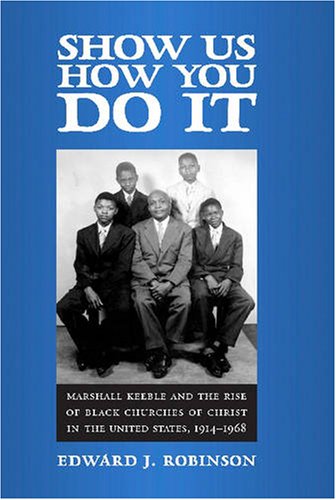 SHOW US
HOW YOU
DO IT
MARSHALL KEEBLE AND THE RISE
OF BLACK CHURCHES OF CHRIST
IN THE UNITED STATES, 1914–1968
EDWARD J. ROBINSON